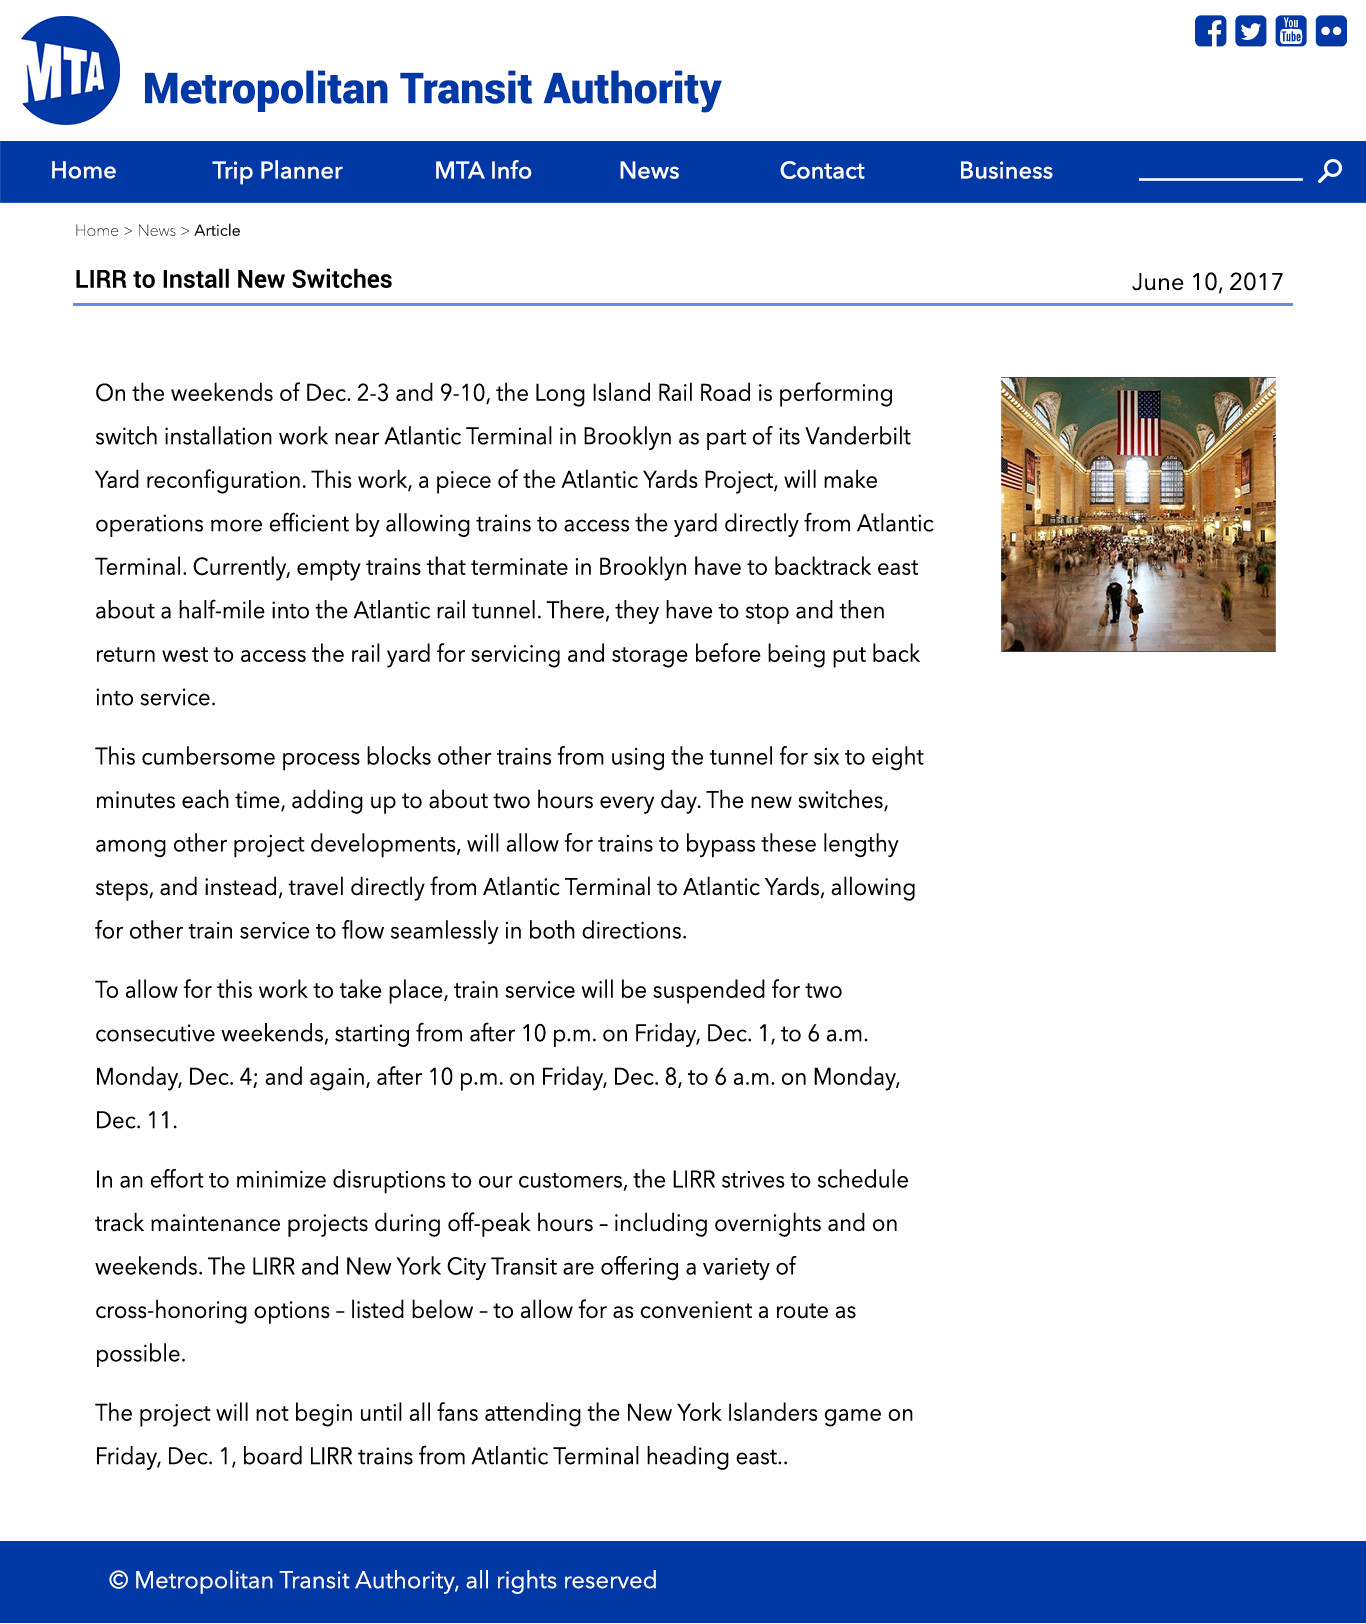 MTA
You
Tube
Metropolitan Transit Authority
Home Trip Planner MTA Info News Contact Business
Home > News > Article
LIRR to Install New Switches
June 10, 2017
On the weekends of Dec. 2-3 and 9-10, the Long Island Rail Road is performing
switch installation work near Atlantic Terminal in Brooklyn as part of its Vanderbilt
Yard reconfiguration. This work, a piece of the Atlantic Yards Project, will make
operations more efficient by allowing trains to access the yard directly from Atlantic
Terminal. Currently, empty trains that terminate in Brooklyn have to backtrack east
about a half-mile into the Atlantic rail tunnel. There, they have to stop and then
return west to access the rail yard for servicing and storage before being put back
into service.
This cumbersome process blocks other trains from using the tunnel for six to eight
minutes each time, adding up to about two hours every day. The new switches,
among other project developments, will allow for trains to bypass these lengthy
steps, and instead, travel directly from Atlantic Terminal to Atlantic Yards, allowing
for other train service to flow seamlessly in both directions.
To allow for this work to take place, train service will be suspended for two
consecutive weekends, starting from after 10 p.m. on Friday, Dec. 1, to 6 a.m.
Monday, Dec. 4; and again, after 10 p.m. on Friday, Dec. 8, to 6 a.m. on Monday,
Dec. 11.
In an effort to minimize disruptions to our customers, the LIRR strives to schedule
track maintenance projects during off-peak hours – including overnights and on
weekends. The LIRR and New York City Transit are offering a variety of
cross-honoring options – listed below – to allow for as convenient a route as
possible.
The project will not begin until all fans attending the New York Islanders game on
Friday, Dec. 1, board LIRR trains from Atlantic Terminal heading east..
© Metropolitan Transit Authority, all rights reserved